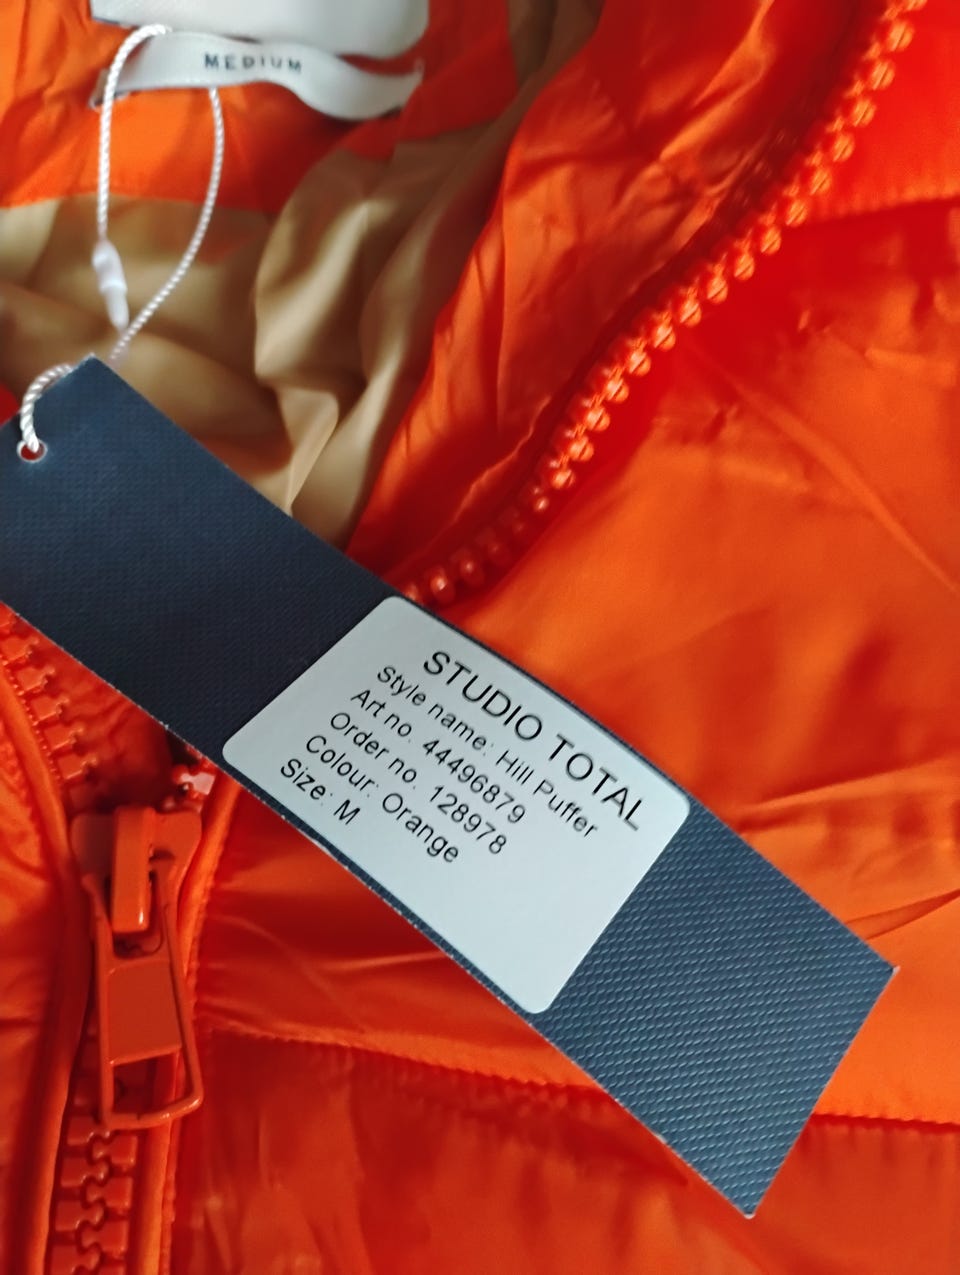 MEDIUM
STUDIO TOTAL
Style name: Hill Puffer
Art no. 44496879
Order no. 128978
Colour: Orange
Size: M